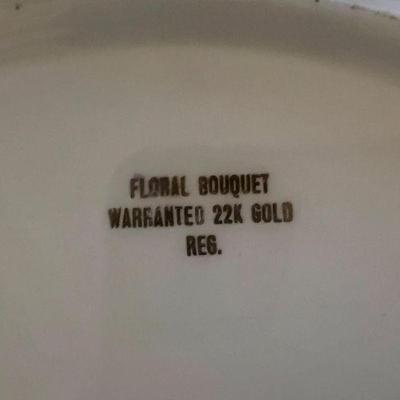 FLORAL BOUQUET
WARRANTED 22K GOLD
REG.